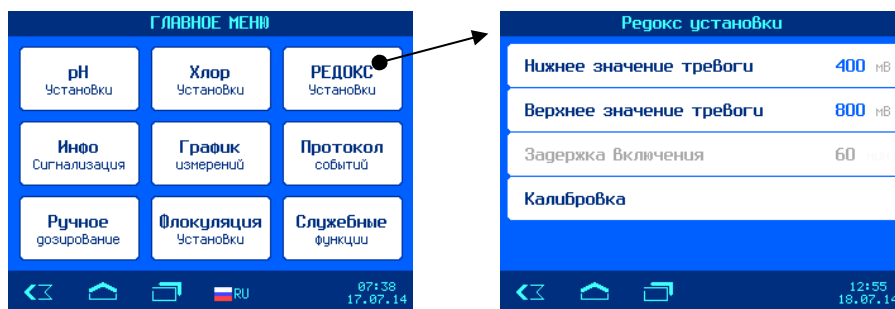 ГЛАВНОЕ МЕНЮ
pH
Установки
Хлор
Установки
РЕДОКС
Установки
Инфо
Сигнализация
График
измерений
Протокол
событий
Ручное
дозирование
Флокуляция
Установки
Служебные
функции
RU
07:38
17.07.14
Редокс установки
Нижнее значение тревоги 400 мВ
Верхнее значение тревоги 800 мВ
Задержка включения 60
Калибровка
12:55
18.07.14